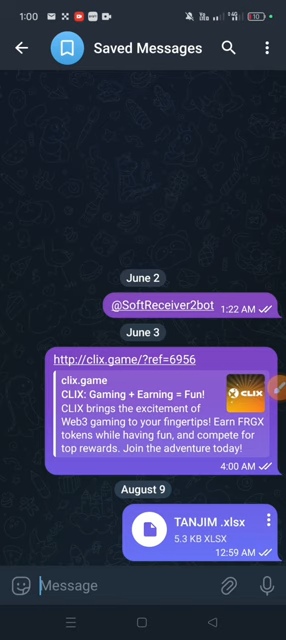 1:00
10
Saved Messages
June 2
@SoftReceiver2bot 1:22 AM
June 3
http://clix.game/?ref=6956
clix.game
CLIX: Gaming + Earning = Fun!
CLIX brings the excitement of
Web3 gaming to your fingertips! Earn FRGX
tokens while having fun, and compete for
top rewards. Join the adventure today!
CLIX
4:00 AM
August 9
TANJIM .xlsx
5.3 KB XLSX
12:59 AM
Message